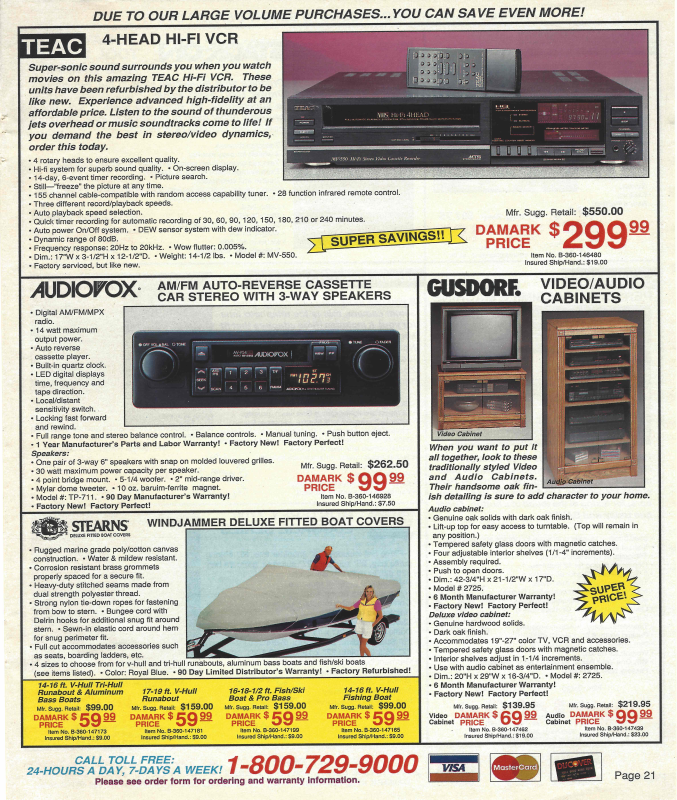 DUE TO OUR LARGE VOLUME PURCHASES...YOU CAN SAVE EVEN MORE!
TEAC
4-HEAD HI-FI VCR
Super-sonic sound surrounds you when you watch
movies on this amazing TEAC Hi-Fi VCR. These
units have been refurbished by the distributor to be
like new. Experience advanced high-fidelity at an
affordable price. Listen to the sound of thunderous
jets overhead or music soundtracks come to life! If
you demand the best in stereo/video dynamics,
order this today.
• 4 rotary heads to ensure excellent quality.
• Hi-fi system for superb sound quality. • On-screen display.
• 14-day, 6-event timer recording. • Picture search.
• Still—"freeze" the picture at any time.
• 155 channel cable-compatible with random access capability tuner. • 28 function infrared remote control.
• Three different record/playback speeds.
• Auto playback speed selection.
• Quick timer recording for automatic recording of 30, 60, 90, 120, 150, 180, 210 or 240 minutes.
• Auto power On/Off system. • DEW sensor system with dew indicator.
• Dynamic range of 80dB.
• Frequency response: 20Hz to 20kHz. • Wow flutter: 0.005%.
• Dim.: 17"W x 3-1/2"H x 12-1/2"D. • Weight: 14-1/2 lbs. • Model #: MV-550.
• Factory serviced, but like new.
VHS Hi-Fi 4HEAD
SUPER SAVINGS!!
Mfr. Sugg. Retail: $550.00
DAMARK PRICE $299 99
Item No. B-360-146480
Insured Ship/Hand.: $19.00
AUDIOVOX®
AM/FM AUTO-REVERSE CASSETTE
CAR STEREO WITH 3-WAY SPEAKERS
• Digital AM/FM/MPX
radio.
• 14 watt maximum
output power.
• Auto reverse
cassette player.
• Built-in quartz clock.
• LED digital displays
time, frequency and
tape direction.
• Local/distant
sensitivity switch.
• Locking fast forward
and rewind.
• Full range tone and stereo balance control. • Balance controls. • Manual tuning. • Push button eject.
• 1 Year Manufacturer's Parts and Labor Warranty! • Factory New! Factory Perfect!
Speakers:
• One pair of 3-way 6" speakers with snap on molded louvered grilles.
• 30 watt maximum power capacity per speaker.
• 4 point bridge mount. • 5-1/4 woofer. • 2" mid-range driver.
• Mylar dome tweeter. • 10 oz. baruim-ferrite magnet.
• Model #: TP-711. • 90 Day Manufacturer's Warranty!
• Factory New! Factory Perfect!
AUDIOVOX
102.7
Mfr. Sugg. Retail: $262.50
DAMARK PRICE $99 99
Item No. B-360-146928
Insured Ship/Hand.: $7.50
STEARNS®
DELUXE FITTED BOAT COVERS
WINDJAMMER DELUXE FITTED BOAT COVERS
• Rugged marine grade poly/cotton canvas
construction. • Water & mildew resistant.
• Corrosion resistant brass grommets
properly spaced for a secure fit.
• Heavy-duty stitched seams made from
dual strength polyester thread.
• Strong nylon tie-down ropes for fastening
from bow to stern. • Bungee cord with
Delrin hooks for additional snug fit around
stern. • Sewn-in elastic cord around hem
for snug perimeter fit.
• Full cut accommodates accessories such
as seats, boarding ladders, etc.
• 4 sizes to choose from for v-hull and tri-hull runabouts, aluminum bass boats and fish/ski boats
(see items listed). • Color: Royal Blue. • 90 Day Limited Distributor's Warranty! • Factory Refurbished!
14-16 ft. V-Hull Tri-Hull
Runabout & Aluminum
Bass Boats
Mfr. Sugg. Retail: $99.00
DAMARK PRICE $59 99
Item No. B-360-147173
Insured Ship/Hand.: $9.00
17-19 ft. V-Hull
Runabout
Mfr. Sugg. Retail: $159.00
DAMARK PRICE $59 99
Item No. B-360-147181
Insured Ship/Hand.: $9.00
16-18-1/2 ft. Fish/Ski
Boat & Pro Bass
Mfr. Sugg. Retail: $159.00
DAMARK PRICE $59 99
Item No. B-360-147199
Insured Ship/Hand.: $9.00
14-16 ft. V-Hull
Fishing Boat
Mfr. Sugg. Retail: $99.00
DAMARK PRICE $59 99
Item No. B-360-147165
Insured Ship/Hand.: $9.00
GUSDORF.
VIDEO/AUDIO
CABINETS
Video Cabinet
Audio Cabinet
When you want to put it
all together, look to these
traditionally styled Video
and Audio Cabinets.
Their handsome oak fin-
ish detailing is sure to add character to your home.
Audio cabinet:
• Genuine oak solids with dark oak finish.
• Lift-up top for easy access to turntable. (Top will remain
in any position.)
• Tempered safety glass doors with magnetic catches.
• Four adjustable interior shelves (1/1-4" increments).
• Assembly required.
• Push to open doors.
• Dim.: 42-3/4"H x 21-1/2"W x 17"D.
• Model # 2725.
• 6 Month Manufacturer Warranty!
• Factory New! Factory Perfect!
Deluxe video cabinet:
• Genuine hardwood solids.
• Dark oak finish.
• Accommodates 19"-27" color TV, VCR and accessories.
• Tempered safety glass doors with magnetic catches.
• Interior shelves adjust in 1-1/4 increments.
• Use with audio cabinet as entertainment ensemble.
• Dim.: 20"H x 29"W x 16-3/4"D. • Model #: 2725.
• 6 Month Manufacturer Warranty!
• Factory New! Factory Perfect!
SUPER PRICE!
Mfr. Sug. Retail: $139.95
Video Cabinet DAMARK PRICE $69 99
Item No. B-360-147462
Insured Ship/Hand.: $19.00
Mfr. Sug. Retail: $219.95
Audio Cabinet DAMARK PRICE $99 99
Item No. B-360-147439
Insured Ship/Hand.: $23.00
CALL TOLL FREE:
24-HOURS A DAY, 7-DAYS A WEEK! 1-800-729-9000
Please see order form for ordering and warranty information.
VISA
MasterCard
DISCOVER
Page 21